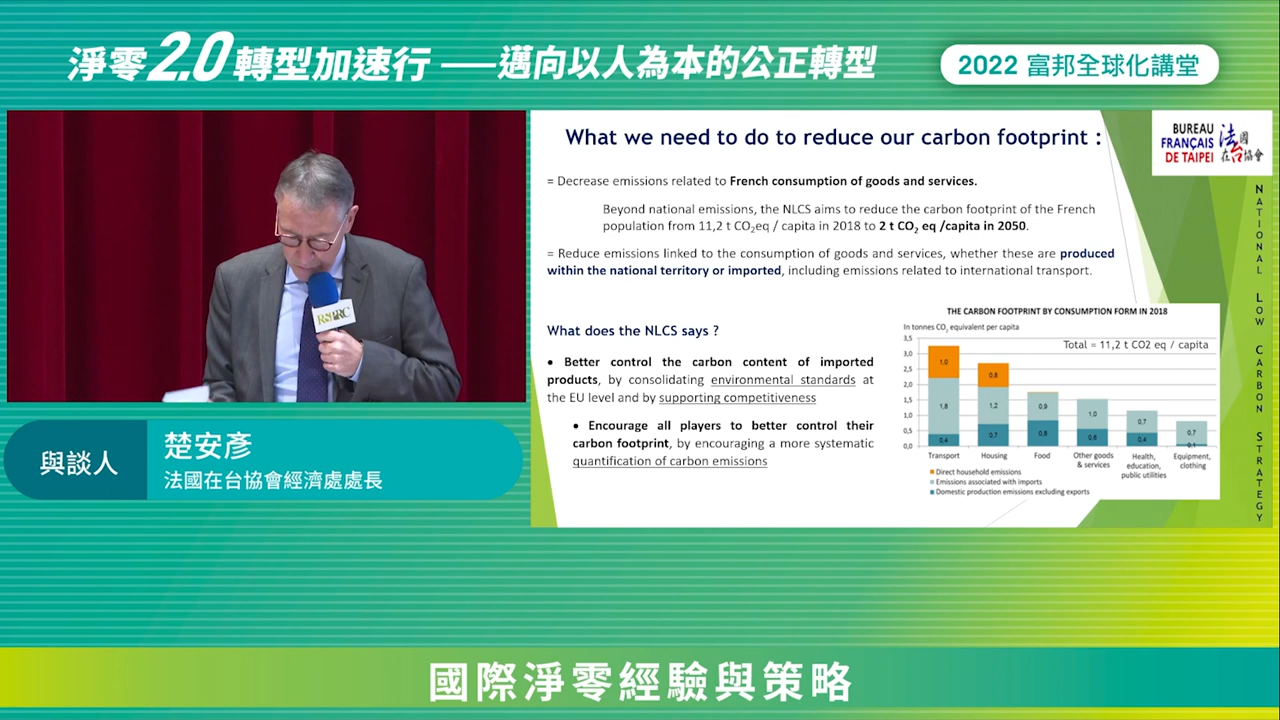 淨零2.0轉型加速行——邁向以人為本的公正轉型
2022 富邦全球化講堂
What we need to do to reduce our carbon footprint :
BUREAU
FRANÇAIS
DE TAIPEI
法國
在台協會
= Decrease emissions related to French consumption of goods and services.
Beyond national emissions, the NLCS aims to reduce the carbon footprint of the French
population from 11,2 t CO₂eq / capita in 2018 to 2 t CO₂ eq /capita in 2050.
= Reduce emissions linked to the consumption of goods and services, whether these are produced
within the national territory or imported, including emissions related to international transport.
What does the NLCS says ?
• Better control the carbon content of imported
products, by consolidating environmental standards at
the EU level and by supporting competitiveness
• Encourage all players to better control their
carbon footprint, by encouraging a more systematic
quantification of carbon emissions
THE CARBON FOOTPRINT BY CONSUMPTION FORM IN 2018
In tonnes CO₂ equivalent per capita
Total = 11,2 t CO2 eq / capita
3,5
3,0
2,5
2,0
1,5
1,0
0,5
0,0
1,0
1,8
0,4
0,8
1,2
0,7
0,9
0,8
1,0
0,6
0,7
0,4
0,7
0,1
Transport
Housing
Food
Other goods
& services
Health,
education,
public utilities
Equipment,
clothing
Direct household emissions
Emissions associated with imports
Domestic production emissions excluding exports
NATIONAL LOW CARBON STRATEGY
與談人
楚安彥
法國在台協會經濟處處長
國際淨零經驗與策略